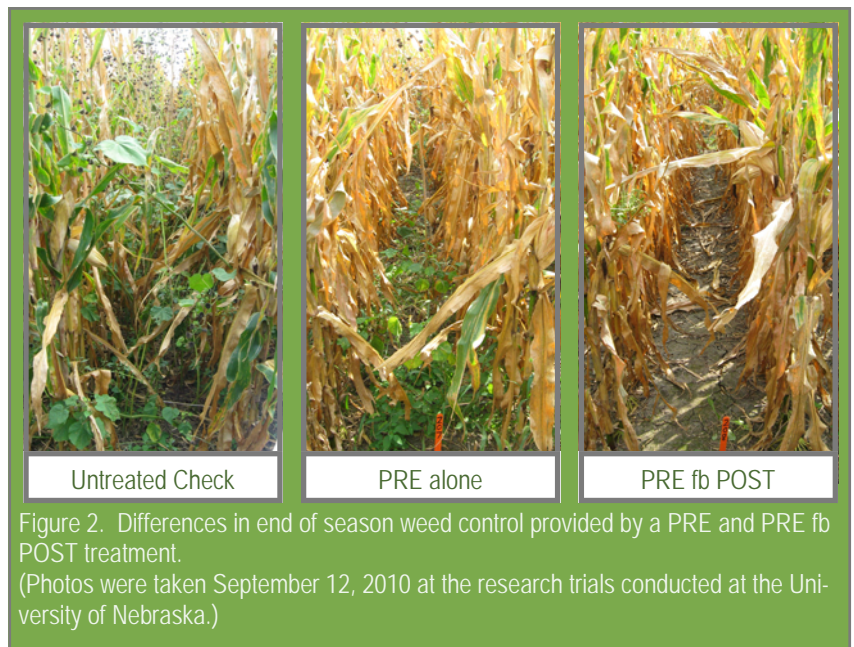 Untreated Check
PRE alone
PRE fb POST
Figure 2. Differences in end of season weed control provided by a PRE and PRE fb
POST treatment.
(Photos were taken September 12, 2010 at the research trials conducted at the Uni-
versity of Nebraska.)